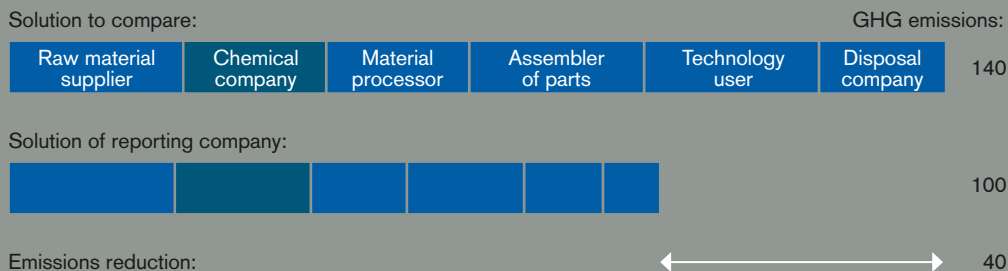 Solution to compare: GHG emissions:
Raw material Chemical Material Assembler Technology Disposal
supplier company processor of parts user company
140
Solution of reporting company:
100
Emissions reduction: 40